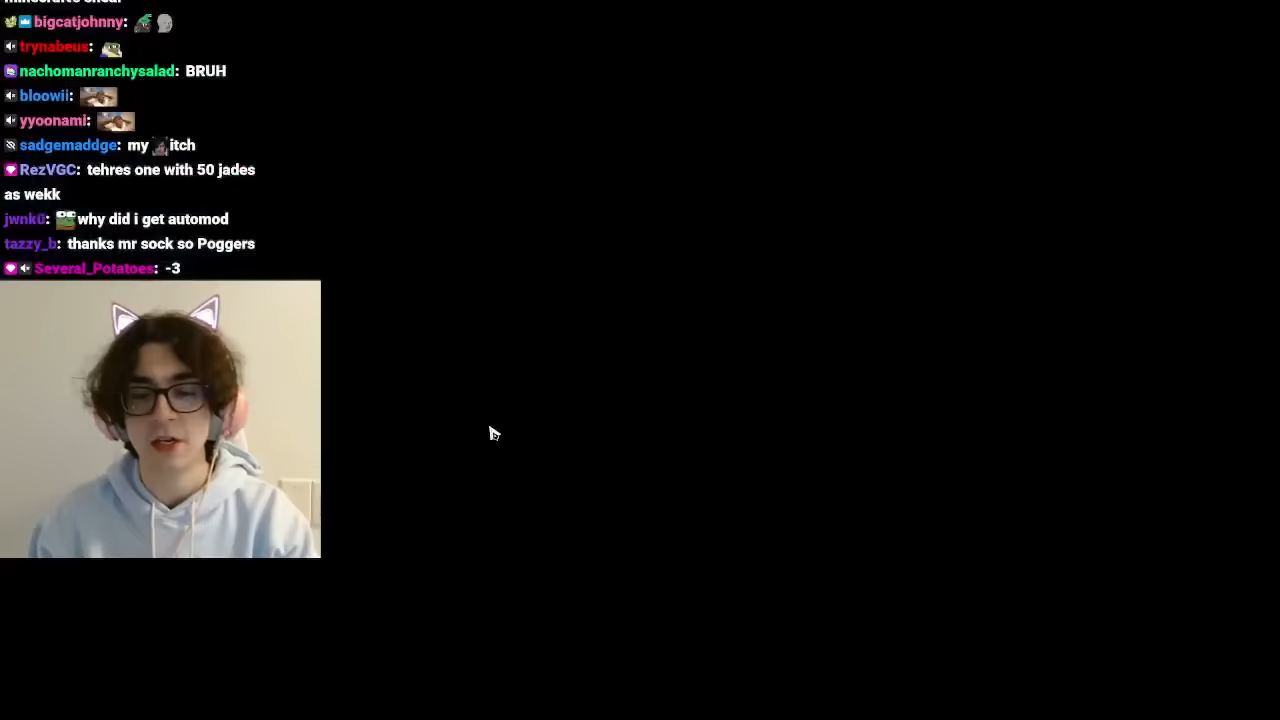 bigcatjohnny:
trynabeus:
nachomanranchysalad: BRUH
bloowii:
yyoonami:
sadgemaddge: my itch
RezVGC: tehres one with 50 jades
as wekk
jwnk0: why did i get automod
tazzy_b: thanks mr sock so Poggers
Several_Potatoes: -3